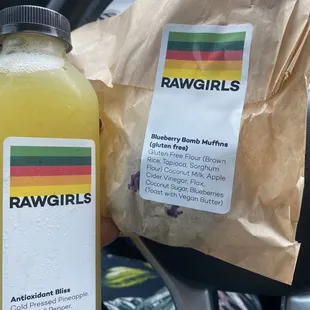 RAWGIRLS
Blueberry Bomb Muffins
(gluten free)
Gluten Free Flour (Brown
Rice, Tapioca, Sorghum
Flour) Coconut Milk, Apple
Cider Vinegar, Flax,
Coconut Sugar, Blueberries
(Toast with Vegan Butter)
RAWGIRLS
Antioxidant Bliss
Cold Pressed Pineapple,
Pepper,